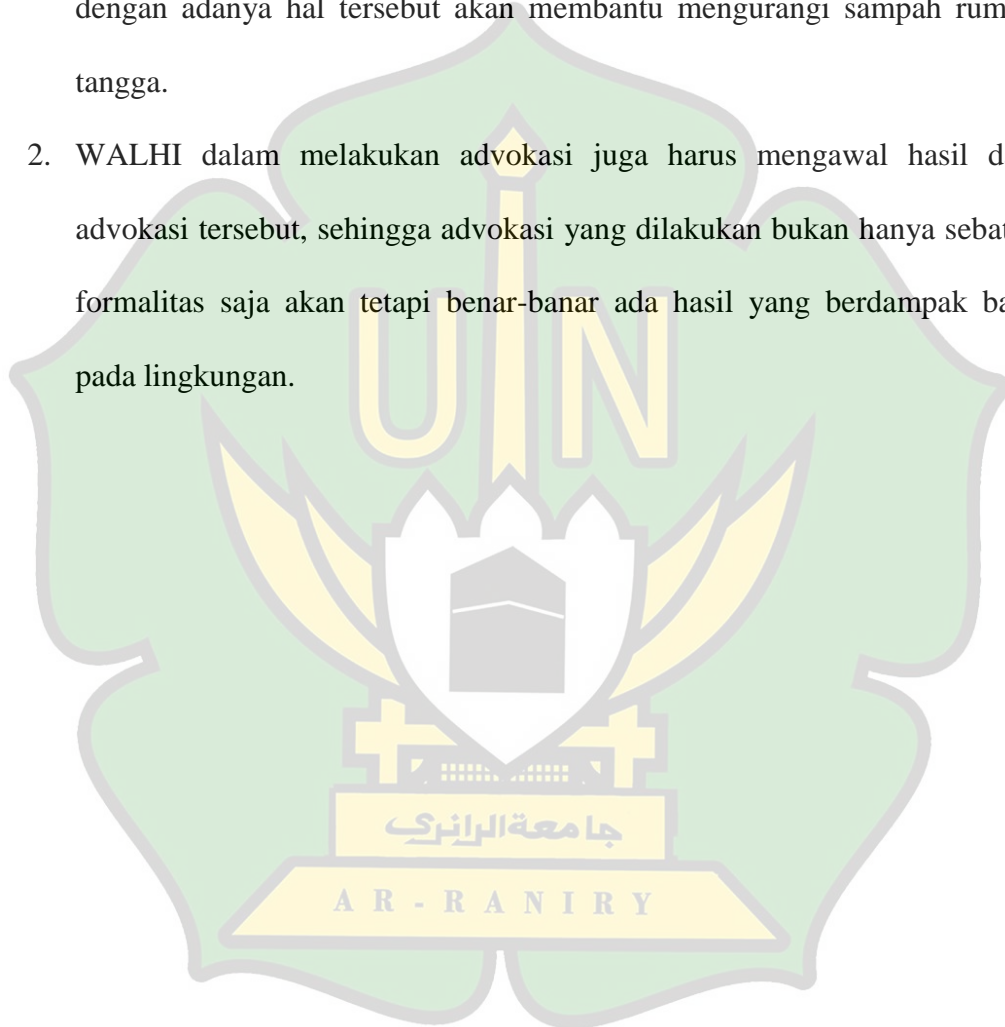 dengan adanya hal tersebut akan membantu mengurangi sampah rum
tangga.
2. WALHI dalam melakukan advokasi juga harus mengawal hasil d
advokasi tersebut, sehingga advokasi yang dilakukan bukan hanya sebat
formalitas saja akan tetapi benar-banar ada hasil yang berdampak ba
pada lingkungan.
UIN
جامعةالرانري
AR-RANIRY